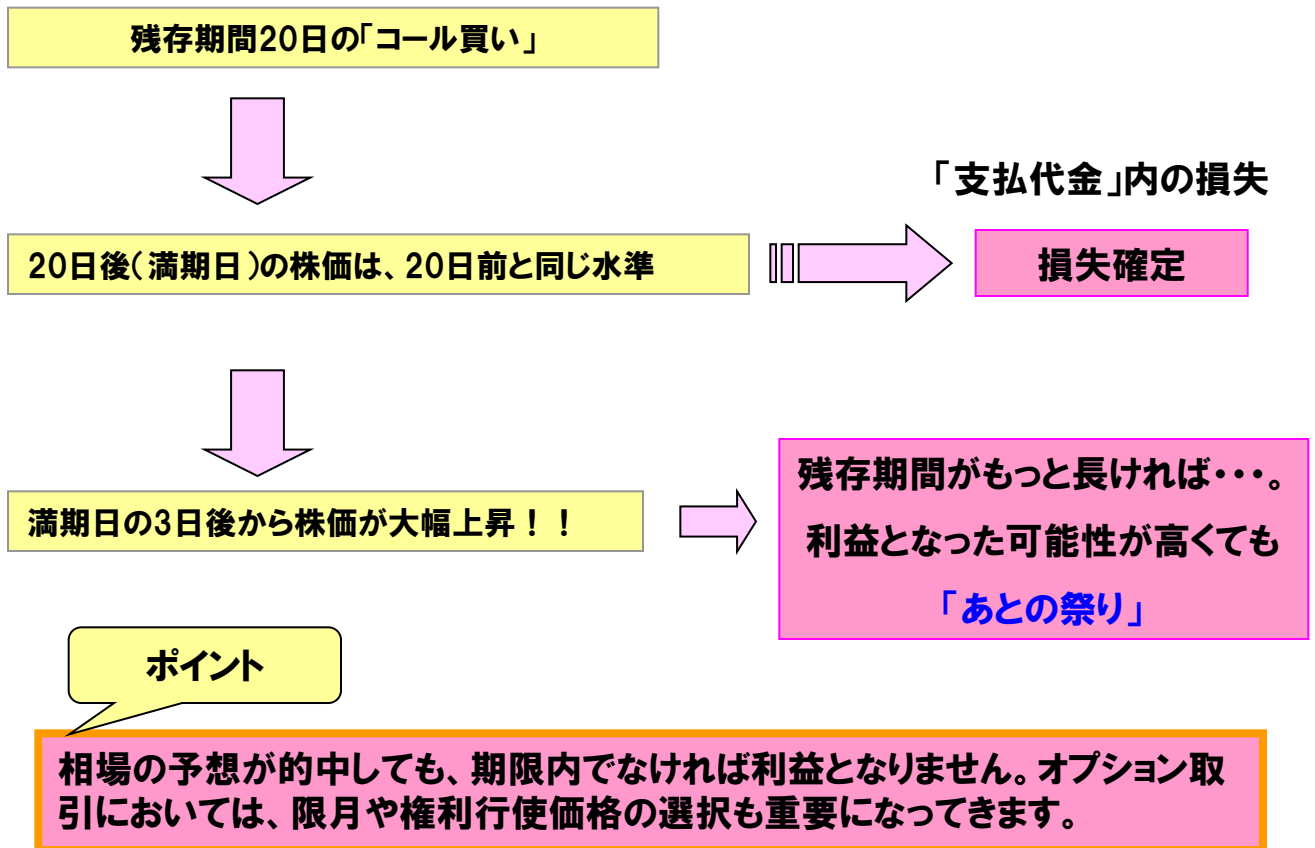 残存期間20日の「コール買い」
「支払代金」内の損失
20日後(満期日)の株価は、20日前と同じ水準
損失確定
満期日の3日後から株価が大幅上昇！！
残存期間がもっと長ければ・・・。
利益となった可能性が高くても
「あとの祭り」
ポイント
相場の予想が的中しても、期限内でなければ利益となりません。オプション取
引においては、限月や権利行使価格の選択も重要になってきます。